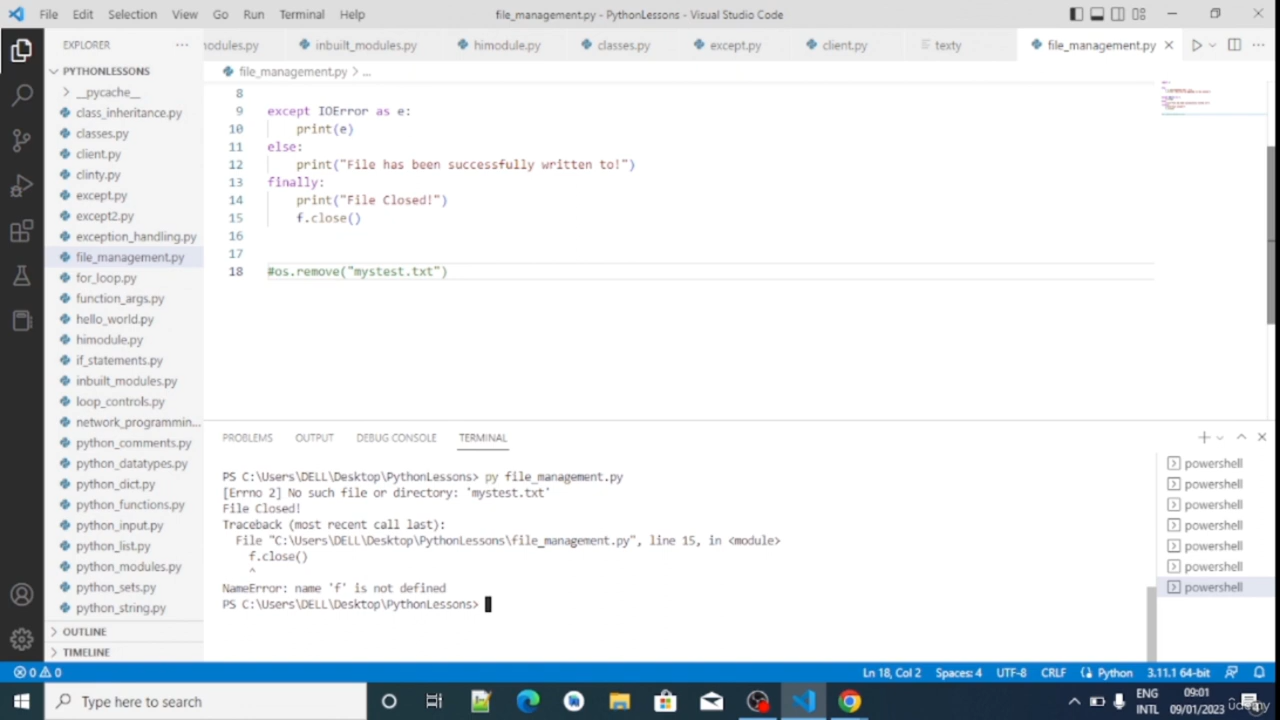 File Edit Selection View Go Run Terminal Help
file_management.py - PythonLessons - Visual Studio Code
EXPLORER
odules.py inbuilt_modules.py himodule.py classes.py except.py client.py texty file_management.py
PYTHONLESSONS
file_management.py > ...
__pycache__
class_inheritance.py
classes.py
client.py
clinty.py
except.py
except2.py
exception_handling.py
file_management.py
for_loop.py
function_args.py
hello_world.py
himodule.py
if_statements.py
inbuilt_modules.py
loop_controls.py
network_programmin...
python_comments.py
python_datatypes.py
python_dict.py
python_functions.py
python_input.py
python_list.py
python_modules.py
python_sets.py
python_string.py
OUTLINE
TIMELINE
8
9 except IOError as e:
10 print(e)
11 else:
12 print("File has been successfully written to!")
13 finally:
14 print("File Closed!")
15 f.close()
16
17
18 #os.remove("mystest.txt")
PROBLEMS OUTPUT DEBUG CONSOLE TERMINAL
PS C:\Users\DELL\Desktop\PythonLessons> py file_management.py
[Errno 2] No such file or directory: 'mystest.txt'
File Closed!
Traceback (most recent call last):
File "C:\Users\DELL\Desktop\PythonLessons\file_management.py", line 15, in <module>
f.close()
^
NameError: name 'f' is not defined
PS C:\Users\DELL\Desktop\PythonLessons>
powershell
powershell
powershell
powershell
powershell
powershell
powershell
0 0
Ln 18, Col 2 Spaces: 4 UTF-8 CRLF Python 3.11.1 64-bit
Type here to search
ENG
INTL
09:01
09/01/2023
udemy